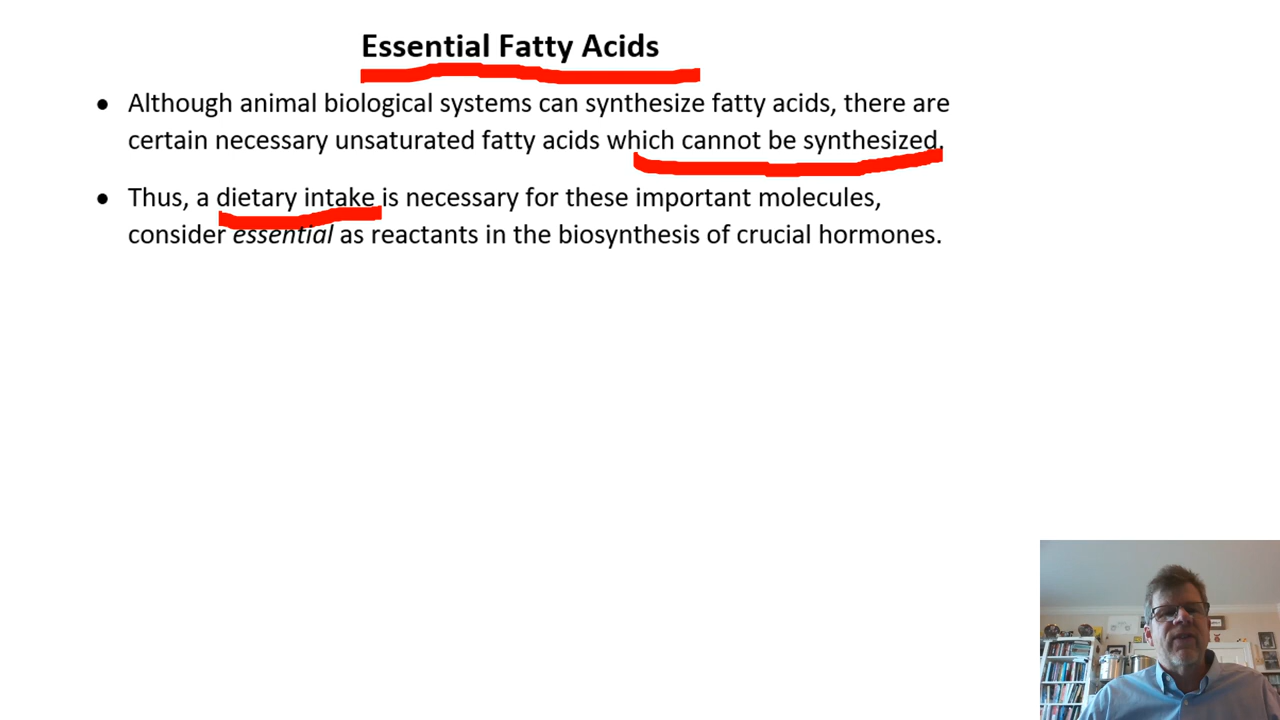 Essential Fatty Acids
• Although animal biological systems can synthesize fatty acids, there are
certain necessary unsaturated fatty acids which cannot be synthesized.
• Thus, a dietary intake is necessary for these important molecules,
consider essential as reactants in the biosynthesis of crucial hormones.